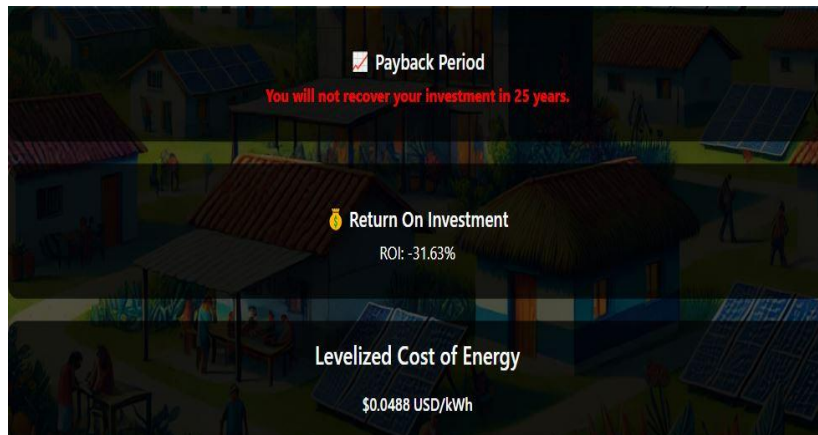 📈 Payback Period
You will not recover your investment in 25 years.
💰 Return On Investment
ROI: -31.63%
Levelized Cost of Energy
$0.0488 USD/kWh